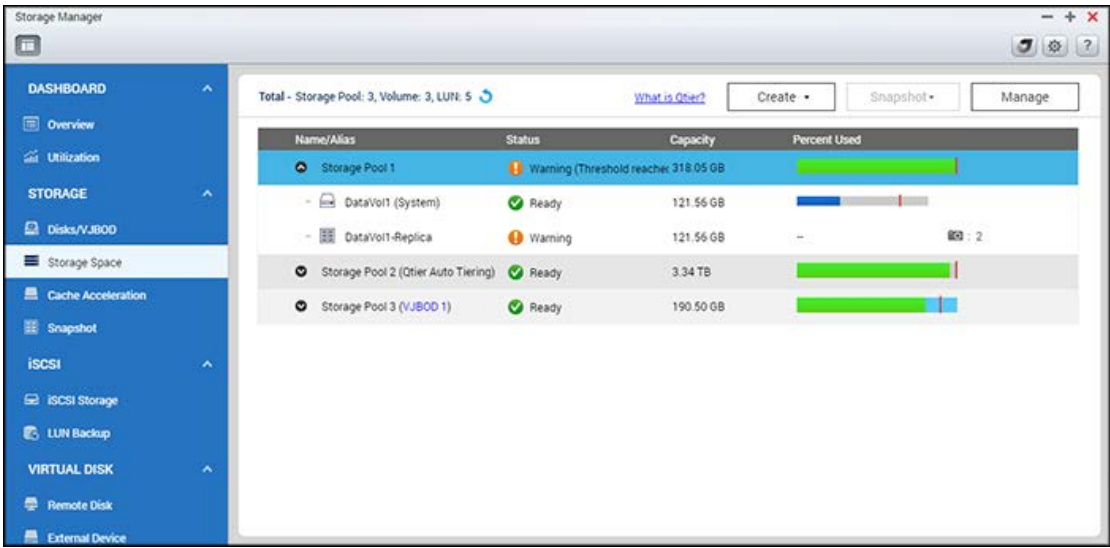 Storage Manager
DASHBOARD
Overview
Utilization
STORAGE
Disks/VJBOD
Storage Space
Cache Acceleration
Snapshot
iSCSI
iSCSI Storage
LUN Backup
VIRTUAL DISK
Remote Disk
External Device
Total - Storage Pool: 3, Volume: 3, LUN: 5 What is Qtier? Create Snapshot Manage
Name/Alias Status Capacity Percent Used
Storage Pool 1 Warning (Threshold reachec 318.05 GB
DataVol1 (System) Ready 121.56 GB
DataVol1-Replica Warning 121.56 GB -- : 2
Storage Pool 2 (Qtier Auto Tiering) Ready 3.34 TB
Storage Pool 3 (VJBOD 1) Ready 190.50 GB